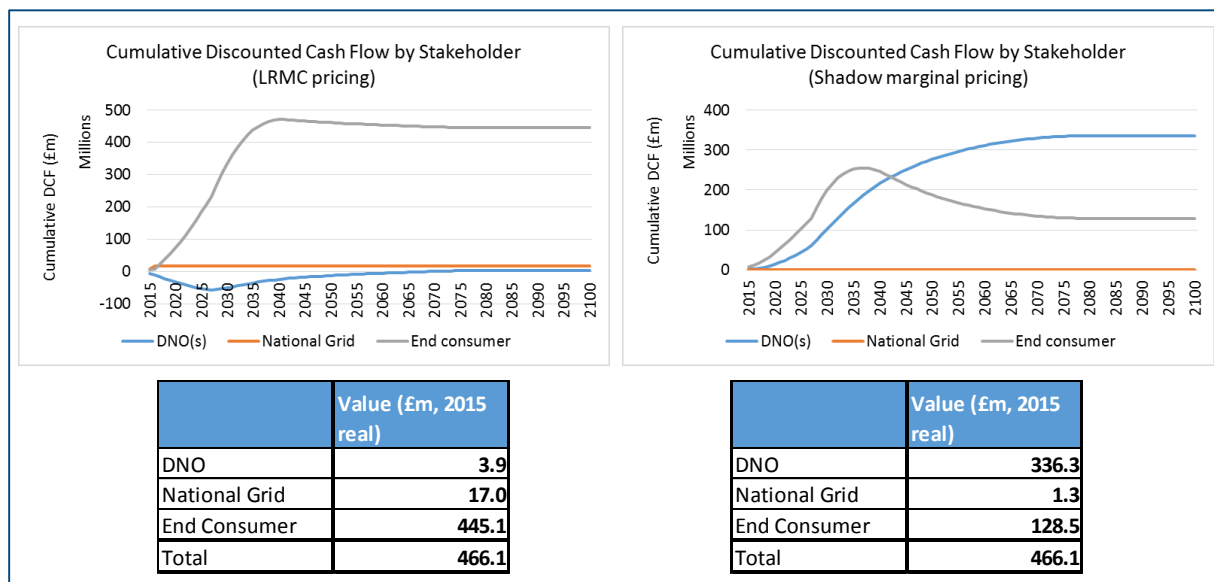 Cumulative Discounted Cash Flow by Stakeholder
(LRMC pricing)
Cumulative DCF (£m)
Millions
500
400
300
200
100
0
-100
2015
2020
2025
2030
2035
2040
2045
2050
2055
2060
2065
2070
2075
2080
2085
2090
2095
2100
DNO(s)
National Grid
End consumer
Cumulative Discounted Cash Flow by Stakeholder
(Shadow marginal pricing)
Cumulative DCF (£m)
Millions
400
300
200
100
0
2015
2020
2025
2030
2035
2040
2045
2050
2055
2060
2065
2070
2075
2080
2085
2090
2095
2100
DNO(s)
National Grid
End consumer
Value (£m, 2015
real)
DNO 3.9
National Grid 17.0
End Consumer 445.1
Total 466.1
Value (£m, 2015
real)
DNO 336.3
National Grid 1.3
End Consumer 128.5
Total 466.1